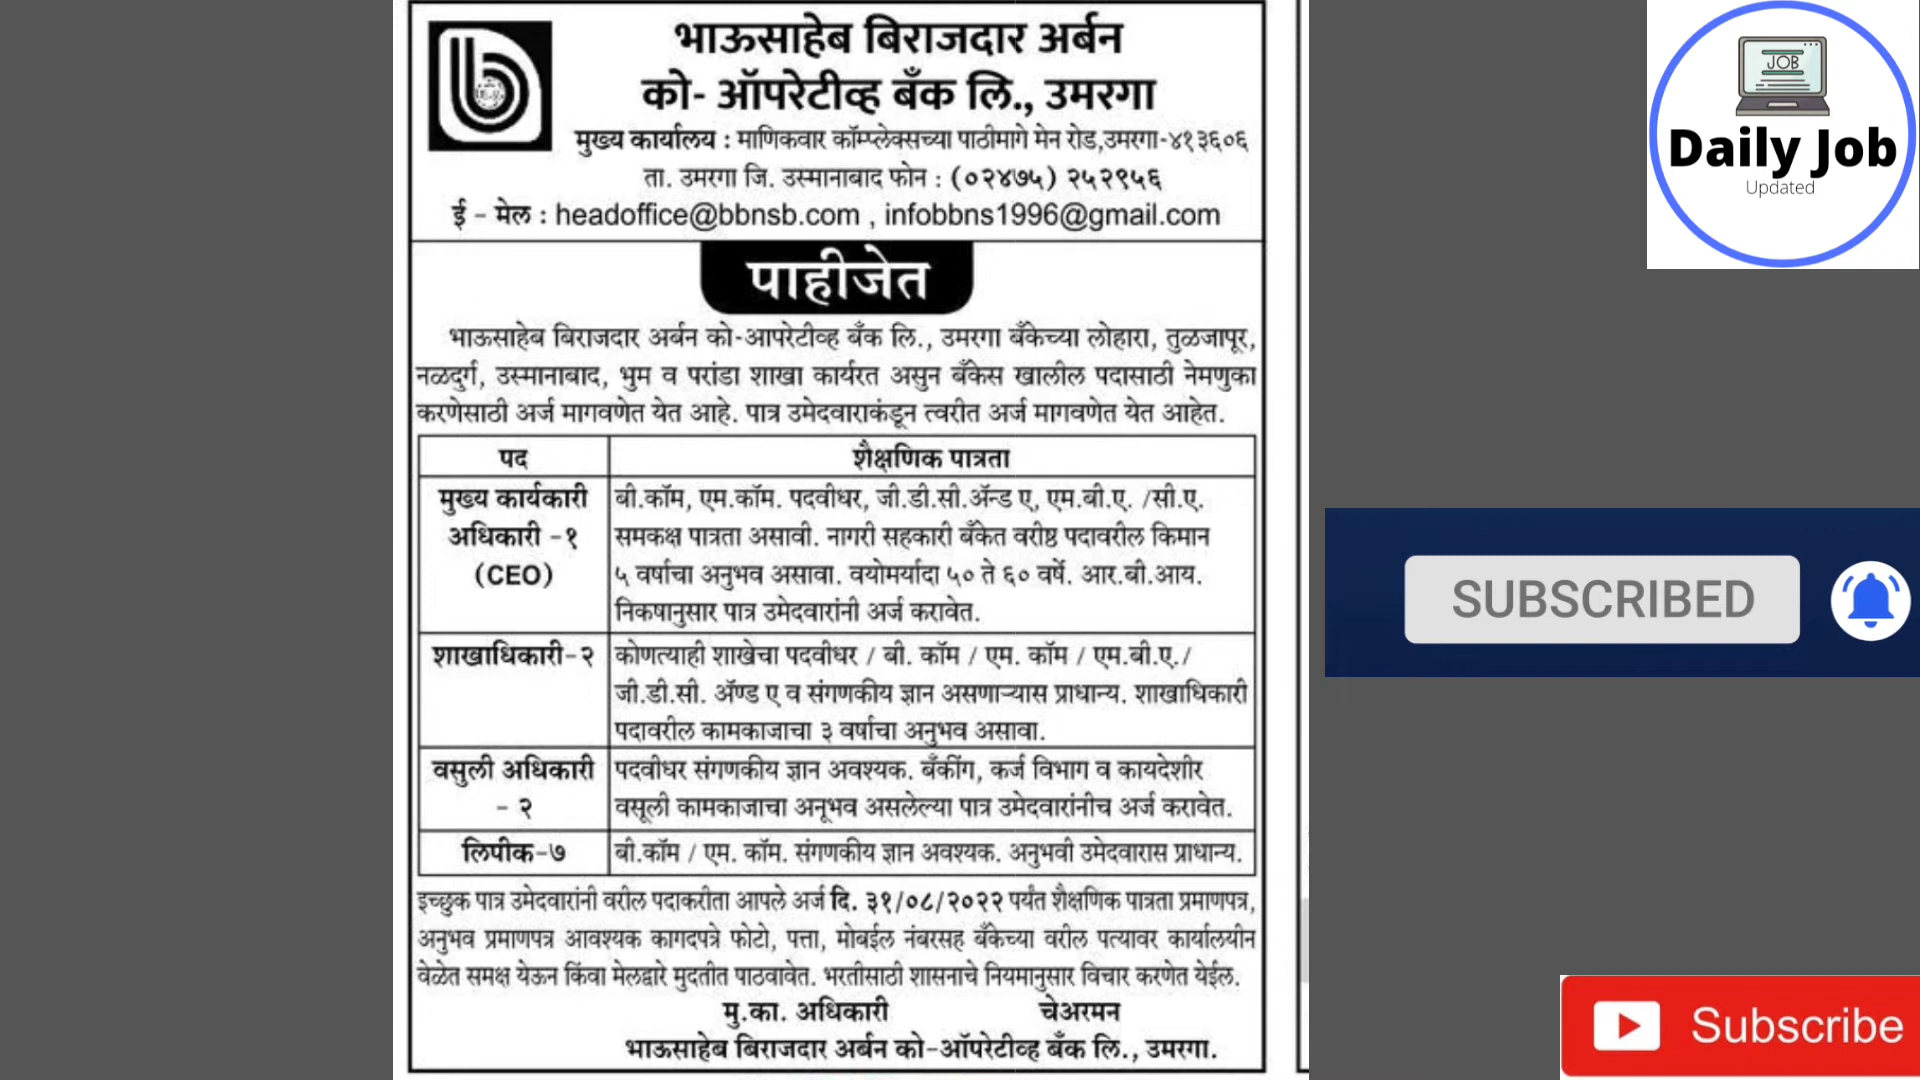 भाऊसाहेब बिराजदार अर्बन
को- ऑपरेटीव्ह बँक लि., उमरगा
मुख्य कार्यालय : माणिकवार कॉम्प्लेक्सच्या पाठीमागे मेन रोड,उमरगा-४१३६०६
ता. उमरगा जि. उस्मानाबाद फोन : (०२४७५) २५२९५६
ई - मेल : headoffice@bbnsb.com , infobbns1996@gmail.com
पाहीजेत
भाऊसाहेब बिराजदार अर्बन को-आपरेटीव्ह बँक लि., उमरगा बँकेच्या लोहारा, तुळजापूर,
नळदुर्ग, उस्मानाबाद, भुम व परांडा शाखा कार्यरत असुन बँकेस खालील पदासाठी नेमणुका
करणेसाठी अर्ज मागवणेत येत आहे. पात्र उमेदवाराकंडून त्वरीत अर्ज मागवणेत येत आहेत.
पद शैक्षणिक पात्रता
मुख्य कार्यकारी
अधिकारी -१
(CEO)
बी.कॉम, एम.कॉम. पदवीधर, जी.डी.सी.ॲन्ड ए, एम.बी.ए. /सी.ए.
समकक्ष पात्रता असावी. नागरी सहकारी बँकेत वरीष्ठ पदावरील किमान
५ वर्षाचा अनुभव असावा. वयोमर्यादा ५० ते ६० वर्षे. आर.बी.आय.
निकषानुसार पात्र उमेदवारांनी अर्ज करावेत.
शाखाधिकारी-२
कोणत्याही शाखेचा पदवीधर / बी. कॉम / एम. कॉम / एम.बी.ए./
जी.डी.सी. ॲण्ड ए व संगणकीय ज्ञान असणाऱ्यास प्राधान्य. शाखाधिकारी
पदावरील कामकाजाचा ३ वर्षाचा अनुभव असावा.
वसुली अधिकारी
- २
पदवीधर संगणकीय ज्ञान अवश्यक. बँकींग, कर्ज विभाग व कायदेशीर
वसूली कामकाजाचा अनूभव असलेल्या पात्र उमेदवारांनीच अर्ज करावेत.
लिपीक-७
बी.कॉम / एम. कॉम. संगणकीय ज्ञान अवश्यक. अनुभवी उमेदवारास प्राधान्य.
इच्छुक पात्र उमेदवारांनी वरील पदाकरीता आपले अर्ज दि. ३१/०८/२०२२ पर्यंत शैक्षणिक पात्रता प्रमाणपत्र,
अनुभव प्रमाणपत्र आवश्यक कागदपत्रे फोटो, पत्ता, मोबईल नंबरसह बँकेच्या वरील पत्यावर कार्यालयीन
वेळेत समक्ष येऊन किंवा मेलद्वारे मुदतीत पाठवावेत. भरतीसाठी शासनाचे नियमानुसार विचार करणेत येईल.
मु.का. अधिकारी चेअरमन
भाऊसाहेब बिराजदार अर्बन को-ऑपरेटीव्ह बँक लि., उमरगा.
JOB
Daily Job
Updated
SUBSCRIBED
Subscribe